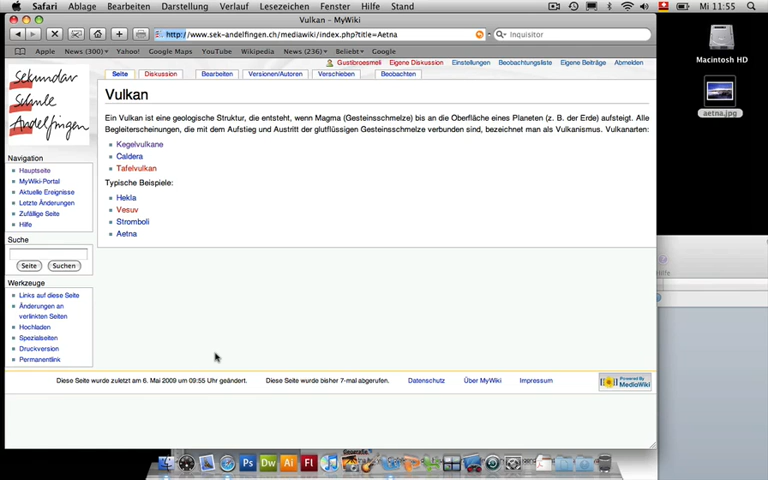 Safari Ablage Bearbeiten Darstellung Verlauf Lesezeichen Fenster Hilfe Stand
Mi 11:55
Vulkan - MyWiki
http://www.sek-andelfingen.ch/mediawiki/index.php?title=Aetna
Inquisitor
Apple News (300) Yahoo! Google Maps YouTube Wikipedia News (236) Beliebt Google
Macintosh HD
aetna.jpg
Sekundar
Schule
Andelfingen
Gustibroesmeli Eigene Diskussion Einstellungen Beobachtungsliste Eigene Beiträge Abmelden
Seite Diskussion Bearbeiten Versionen/Autoren Verschieben Beobachten
Vulkan
Ein Vulkan ist eine geologische Struktur, die entsteht, wenn Magma (Gesteinsschmelze) bis an die Oberfläche eines Planeten (z. B. der Erde) aufsteigt. Alle
Begleiterscheinungen, die mit dem Aufstieg und Austritt der glutflüssigen Gesteinsschmelze verbunden sind, bezeichnet man als Vulkanismus. Vulkanarten:
Kegelvulkane
Caldera
Tafelvulkan
Typische Beispiele:
Hekla
Vesuv
Stromboli
Aetna
Navigation
Hauptseite
MyWiki-Portal
Aktuelle Ereignisse
Letzte Änderungen
Zufällige Seite
Hilfe
Suche
Seite Suchen
Werkzeuge
Links auf diese Seite
Änderungen an
verlinkten Seiten
Hochladen
Spezialseiten
Druckversion
Permanentlink
Hilfe
Diese Seite wurde zuletzt am 6. Mai 2009 um 09:55 Uhr geändert. Diese Seite wurde bisher 7-mal abgerufen. Datenschutz Über MyWiki Impressum
Powered By
MediaWiki
Ps Dw Ai Fl